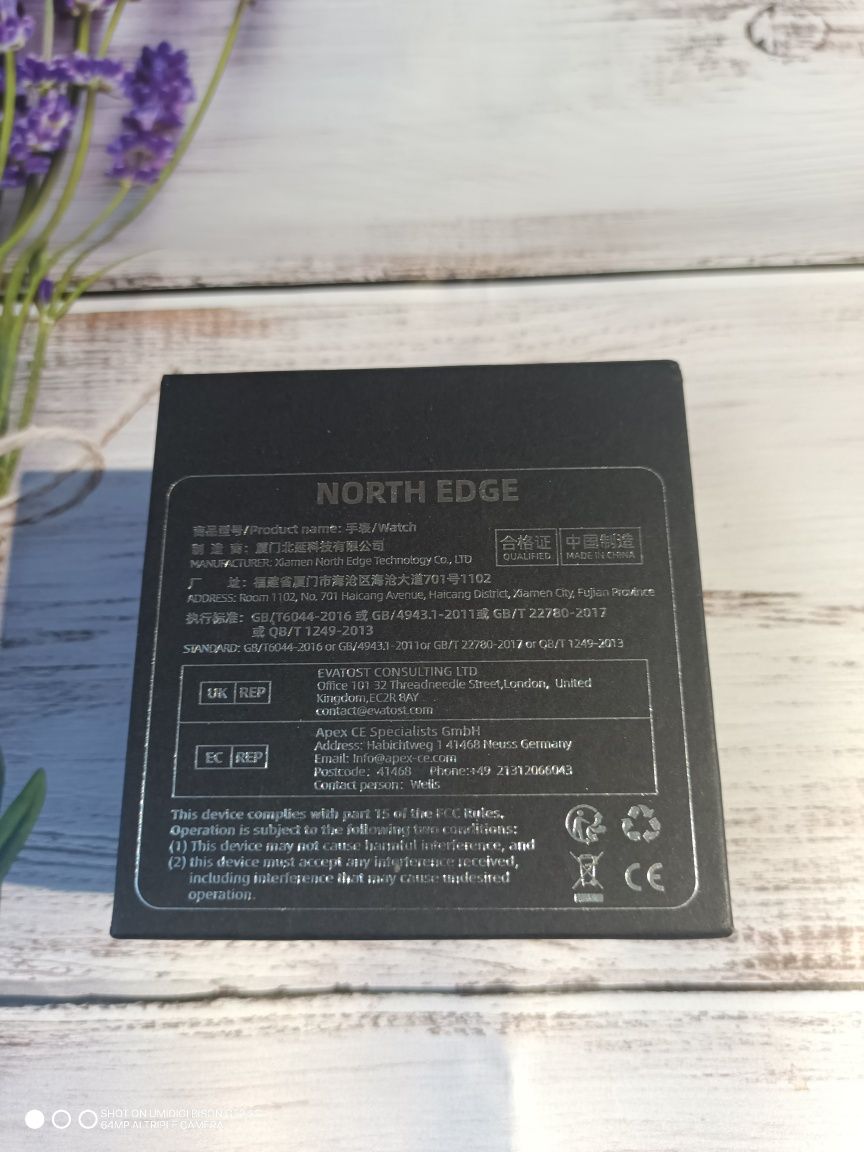 NORTH EDGE
商品型号/Product name: 手表/Watch
制 造 商: 厦门北延科技有限公司
MANUFACTURER: Xiamen North Edge Technology Co., LTD
合格证
QUALIFIED
中国制造
MADE IN CHINA
厂 址: 福建省厦门市海沧区海沧大道701号1102
ADDRESS: Room 1102, No. 701 Haicang Avenue, Haicang District, Xiamen City, Fujian Province
执行标准: GB/T6044-2016 或 GB/4943.1-2011或 GB/T 22780-2017
或 QB/T 1249-2013
STANDARD: GB/T6044-2016 or GB/4943.1-2011or GB/T 22780-2017 or QB/T 1249-2013
UK REP
EVATOST CONSULTING LTD
Office 101 32 Threadneedle Street,London, United
Kingdom,EC2R 8AY
contact@evatost.com
EC REP
Apex CE Specialists GmbH
Address: Habichtweg 1 41468 Neuss Germany
Email: Info@apex-ce.com
Postcode: 41468 Phone:+49 21312066043
Contact person: Wells
This device complies with part 15 of the FCC Rules.
Operation is subject to the following two conditions:
(1) This device may not cause harmful interference, and
(2) this device must accept any interference received,
including interference that may cause undesired
operation.
CE
SHOT ON UMIDIGI BISON
64MP AI TRIPLE CAMERA